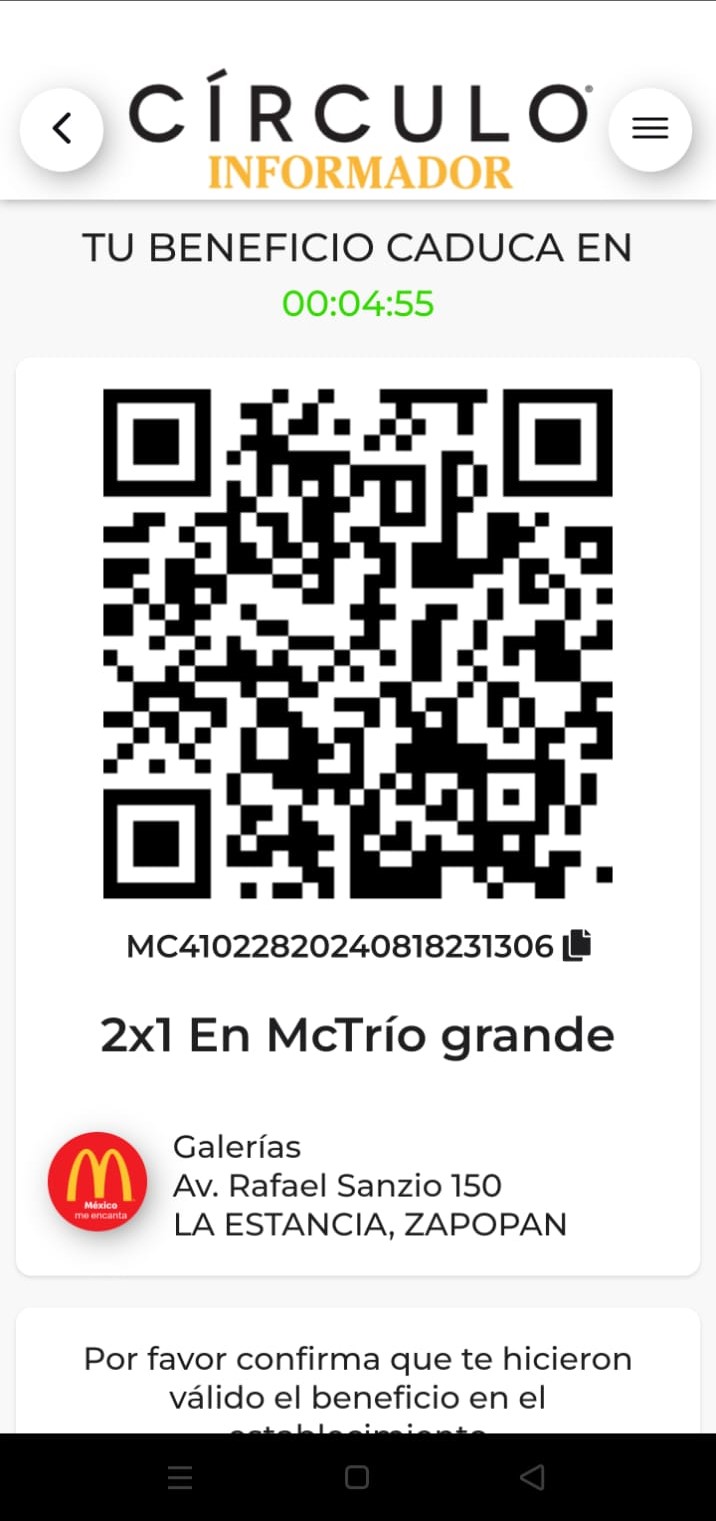 CÍRCULO®
INFORMADOR
TU BENEFICIO CADUCA EN
00:04:55
MC41022820240818231306
2x1 En McTrío grande
México
me encanta
Galerías
Av. Rafael Sanzio 150
LA ESTANCIA, ZAPOPAN
Por favor confirma que te hicieron
válido el beneficio en el
establecimiento